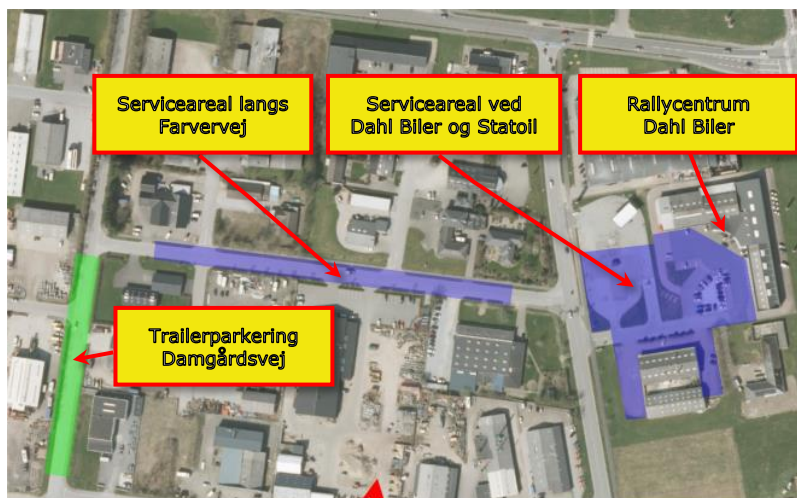 Serviceareal langs
Farvervej
Serviceareal ved
Dahl Biler og Statoil
Rallycentrum
Dahl Biler
Trailerparkering
Damgårdsvej